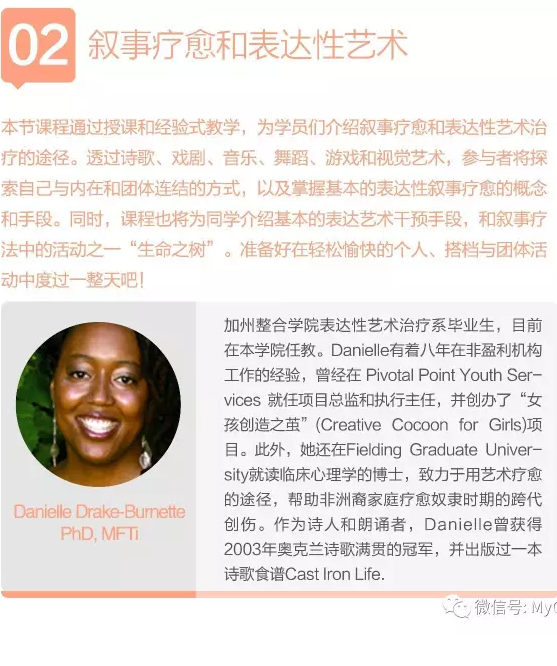 02
叙事疗愈和表达性艺术
本节课程通过授课和经验式教学，为学员们介绍叙事疗愈和表达性艺术治
疗的途径。透过诗歌、戏剧、音乐、舞蹈、游戏和视觉艺术，参与者将探
索自己与内在和团体连结的方式，以及掌握基本的表达性叙事疗愈的概念
和手段。同时，课程也将为同学介绍基本的表达艺术干预手段，和叙事疗
法中的活动之一“生命之树”。准备好在轻松愉快的个人、搭档与团体活
动中度过一整天吧！
Danielle Drake-Burnette
PhD, MFTi
加州整合学院表达性艺术治疗系毕业生，目前
在本学院任教。Danielle有着八年在非盈利机构
工作的经验，曾经在 Pivotal Point Youth Ser-
vices 就任项目总监和执行主任，并创办了“女
孩创造之茧”(Creative Cocoon for Girls)项
目。此外，她还在Fielding Graduate Univer-
sity就读临床心理学的博士，致力于用艺术疗愈
的途径，帮助非洲裔家庭疗愈奴隶时期的跨代
创伤。作为诗人和朗诵者，Danielle曾获得
2003年奥克兰诗歌满贯的冠军，并出版过一本
诗歌食谱Cast Iron Life.
微信号: My